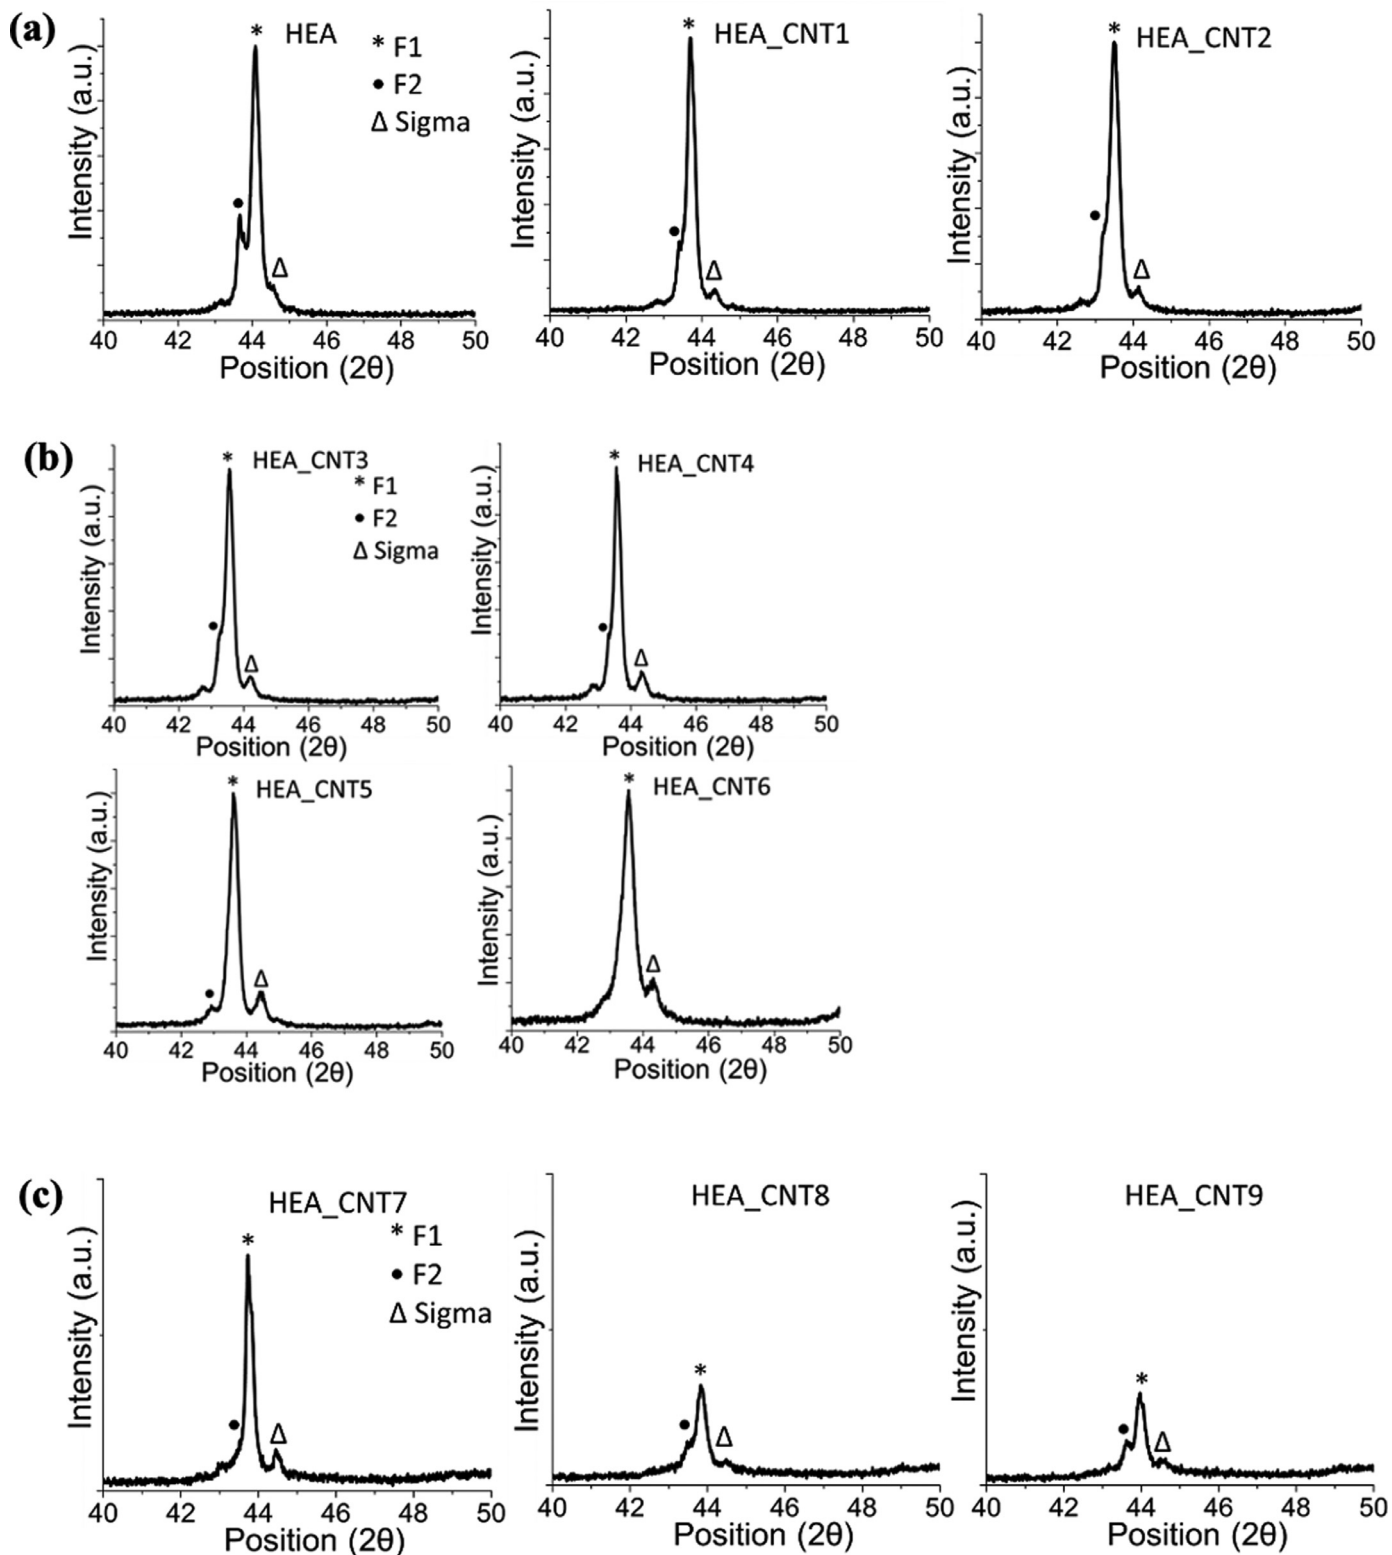 (a)
HEA
* F1
● F2
Δ Sigma
*
●
Δ
Intensity (a.u.)
40 42 44 46 48 50
Position (2θ)
HEA_CNT1
*
●
Δ
Intensity (a.u.)
40 42 44 46 48 50
Position (2θ)
HEA_CNT2
*
●
Δ
Intensity (a.u.)
40 42 44 46 48 50
Position (2θ)
(b)
HEA_CNT3
* F1
● F2
Δ Sigma
*
●
Δ
Intensity (a.u.)
40 42 44 46 48 50
Position (2θ)
HEA_CNT4
*
●
Δ
Intensity (a.u.)
40 42 44 46 48 50
Position (2θ)
HEA_CNT5
*
●
Δ
Intensity (a.u.)
40 42 44 46 48 50
Position (2θ)
HEA_CNT6
*
Δ
Intensity (a.u.)
40 42 44 46 48 50
Position (2θ)
(c)
HEA_CNT7
* F1
● F2
Δ Sigma
*
●
Δ
Intensity (a.u.)
40 42 44 46 48 50
Position (2θ)
HEA_CNT8
*
●
Δ
Intensity (a.u.)
40 42 44 46 48 50
Position (2θ)
HEA_CNT9
*
●
Δ
Intensity (a.u.)
40 42 44 46 48 50
Position (2θ)